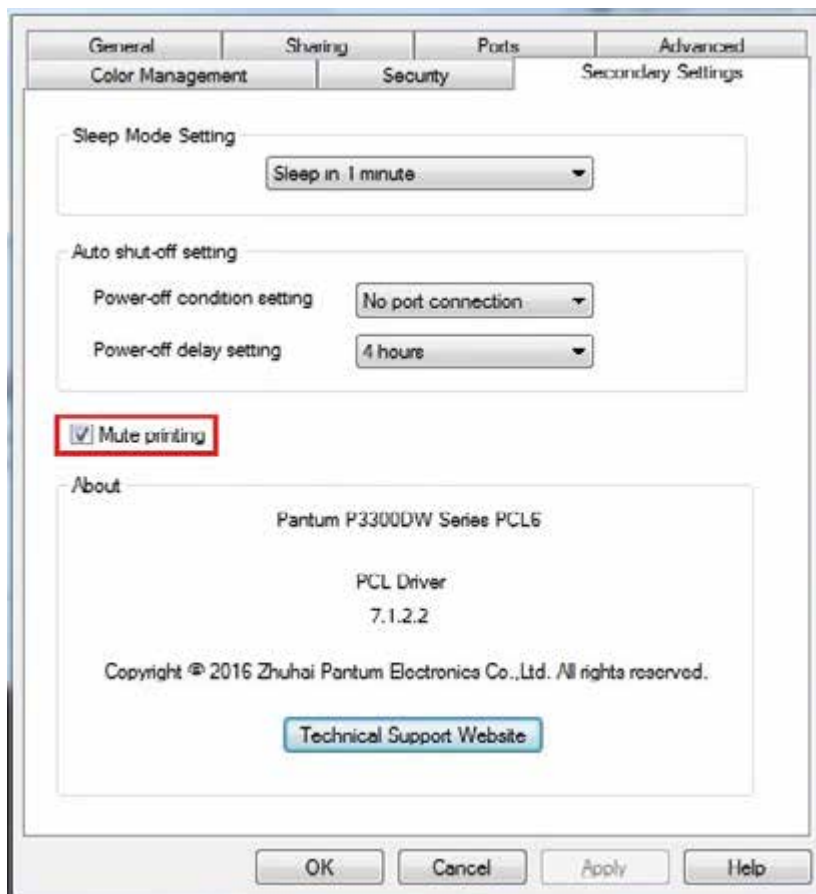 General Sharing Ports Advanced
Color Management Security Secondary Settings
Sleep Mode Setting
Sleep in 1 minute
Auto shut-off setting
Power-off condition setting No port connection
Power-off delay setting 4 hours
Mute printing
About
Pantum P3300DW Series PCL6
PCL Driver
7.1.2.2
Copyright © 2016 Zhuhai Pantum Electronics Co.,Ltd. All rights reserved.
Technical Support Website
OK Cancel Apply Help